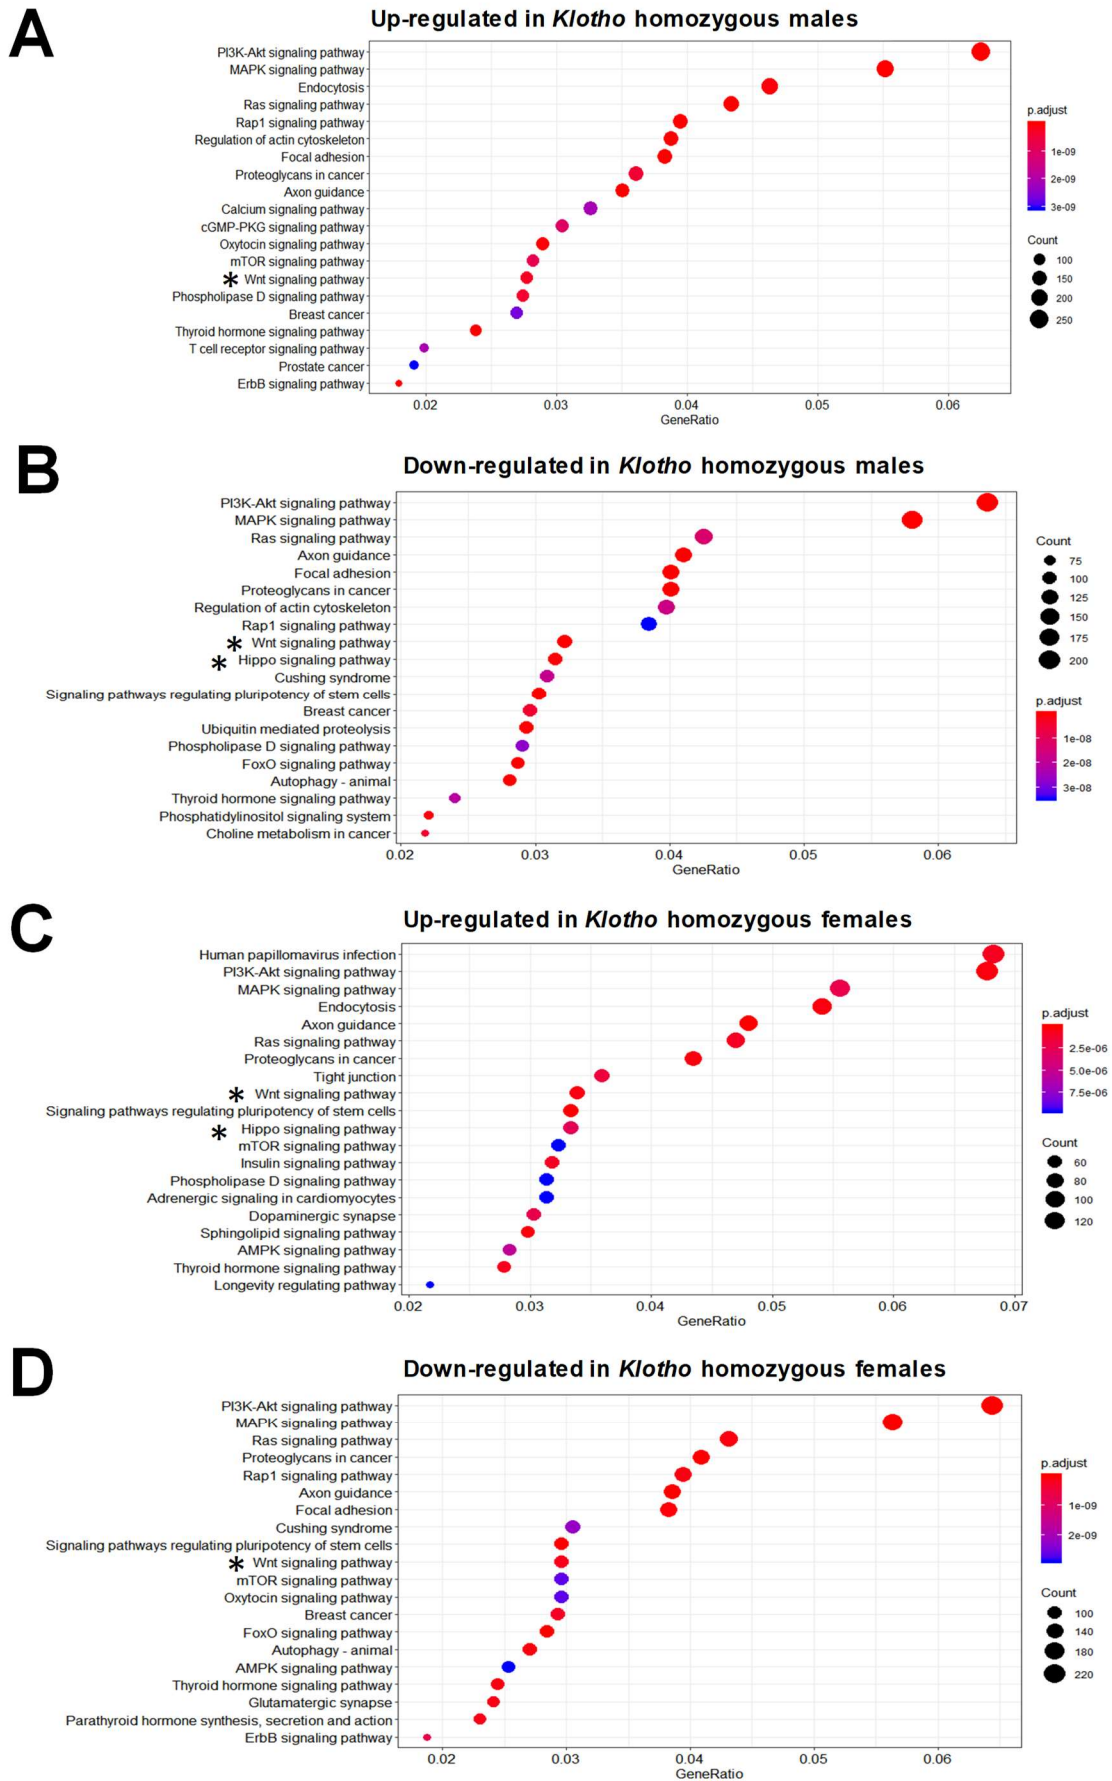 A
Up-regulated in Klotho homozygous males
PI3K-Akt signaling pathway
MAPK signaling pathway
Endocytosis
Ras signaling pathway
Rap1 signaling pathway
Regulation of actin cytoskeleton
Focal adhesion
Proteoglycans in cancer
Axon guidance
Calcium signaling pathway
cGMP-PKG signaling pathway
Oxytocin signaling pathway
mTOR signaling pathway
* Wnt signaling pathway
Phospholipase D signaling pathway
Breast cancer
Thyroid hormone signaling pathway
T cell receptor signaling pathway
Prostate cancer
ErbB signaling pathway
0.02 0.03 0.04 0.05 0.06
GeneRatio
p.adjust
1e-09
2e-09
3e-09
Count
100
150
200
250
B
Down-regulated in Klotho homozygous males
PI3K-Akt signaling pathway
MAPK signaling pathway
Ras signaling pathway
Axon guidance
Focal adhesion
Proteoglycans in cancer
Regulation of actin cytoskeleton
Rap1 signaling pathway
* Wnt signaling pathway
* Hippo signaling pathway
Cushing syndrome
Signaling pathways regulating pluripotency of stem cells
Breast cancer
Ubiquitin mediated proteolysis
Phospholipase D signaling pathway
FoxO signaling pathway
Autophagy - animal
Thyroid hormone signaling pathway
Phosphatidylinositol signaling system
Choline metabolism in cancer
0.02 0.03 0.04 0.05 0.06
GeneRatio
Count
75
100
125
150
175
200
p.adjust
1e-08
2e-08
3e-08
C
Up-regulated in Klotho homozygous females
Human papillomavirus infection
PI3K-Akt signaling pathway
MAPK signaling pathway
Endocytosis
Axon guidance
Ras signaling pathway
Proteoglycans in cancer
Tight junction
* Wnt signaling pathway
Signaling pathways regulating pluripotency of stem cells
* Hippo signaling pathway
mTOR signaling pathway
Insulin signaling pathway
Phospholipase D signaling pathway
Adrenergic signaling in cardiomyocytes
Dopaminergic synapse
Sphingolipid signaling pathway
AMPK signaling pathway
Thyroid hormone signaling pathway
Longevity regulating pathway
0.02 0.03 0.04 0.05 0.06 0.07
GeneRatio
p.adjust
2.5e-06
5.0e-06
7.5e-06
Count
60
80
100
120
D
Down-regulated in Klotho homozygous females
PI3K-Akt signaling pathway
MAPK signaling pathway
Ras signaling pathway
Proteoglycans in cancer
Rap1 signaling pathway
Axon guidance
Focal adhesion
Cushing syndrome
Signaling pathways regulating pluripotency of stem cells
* Wnt signaling pathway
mTOR signaling pathway
Oxytocin signaling pathway
Breast cancer
FoxO signaling pathway
Autophagy - animal
AMPK signaling pathway
Thyroid hormone signaling pathway
Glutamatergic synapse
Parathyroid hormone synthesis, secretion and action
ErbB signaling pathway
0.02 0.03 0.04 0.05 0.06
GeneRatio
p.adjust
1e-09
2e-09
Count
100
140
180
220